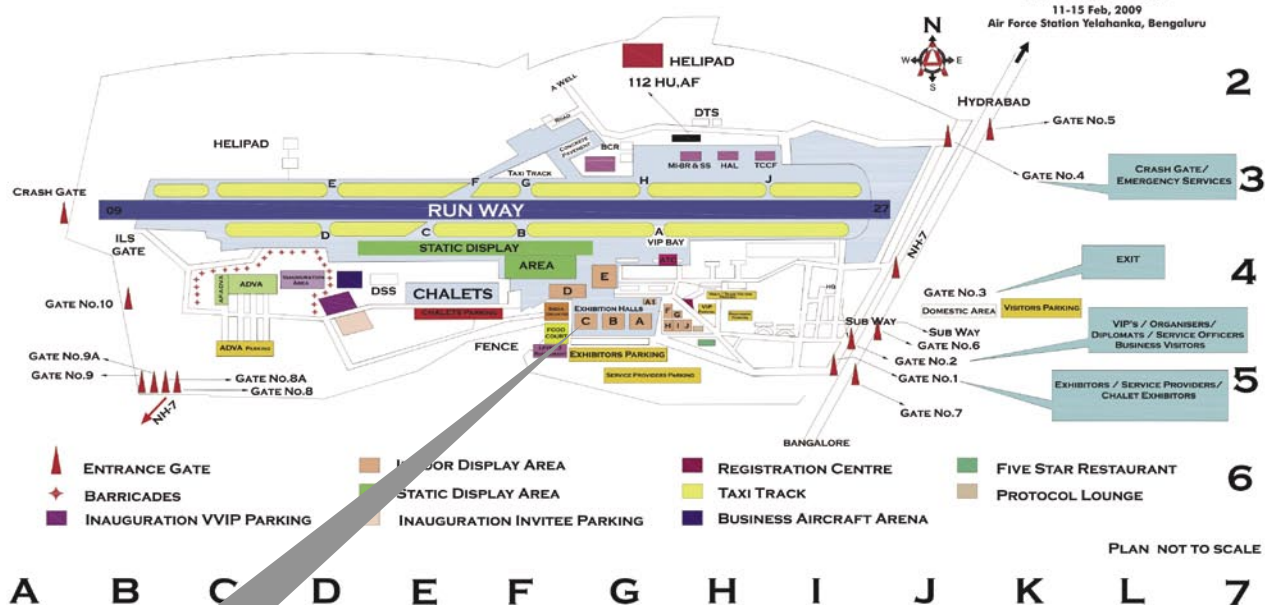 11-15 Feb, 2009
Air Force Station Yelahanka, Bengaluru
N
W
E
S
HELIPAD
112 HU,AF
A WELL
ROAD
DTS
2
HYDRABAD
GATE NO.5
HELIPAD
CONCRETE PAVEMENT
BCR
MI-BR & SS
HAL
TCCF
GATE NO.4
CRASH GATE/
EMERGENCY SERVICES
3
TAXI TRACK
CRASH GATE
E
F
G
H
J
09
RUN WAY
27
ILS
GATE
D
C
B
A
STATIC DISPLAY
AREA
VIP BAY
ATC
NH-7
EXIT
4
INAUGURATION
AREA
ADVA
DSS
CHALETS
E
D
HQ
GATE NO.10
GATE NO.3
DOMESTIC AREA
VISITORS PARKING
CHALETS PARKING
EXHIBITION HALLS
C
B
A
F
G
H
I
J
VIP
SUB WAY
SUB WAY
GATE NO.6
VIP'S / ORGANISERS/
DIPLOMATS / SERVICE OFFICERS
BUSINESS VISITORS
ADVA PARKING
FENCE
FOOD
COURT
EXHIBITORS PARKING
GATE NO.2
GATE NO.9A
GATE NO.9
GATE NO.8A
GATE NO.8
SERVICE PROVIDERS PARKING
GATE NO.1
EXHIBITORS / SERVICE PROVIDERS/
CHALET EXHIBITORS
5
NH-7
GATE NO.7
BANGALORE
ENTRANCE GATE
BARRICADES
INAUGURATION VVIP PARKING
DISPLAY AREA
STATIC DISPLAY AREA
INAUGURATION INVITEE PARKING
REGISTRATION CENTRE
TAXI TRACK
BUSINESS AIRCRAFT ARENA
FIVE STAR RESTAURANT
PROTOCOL LOUNGE
6
PLAN NOT TO SCALE
A B C D E F G H I J K L 7